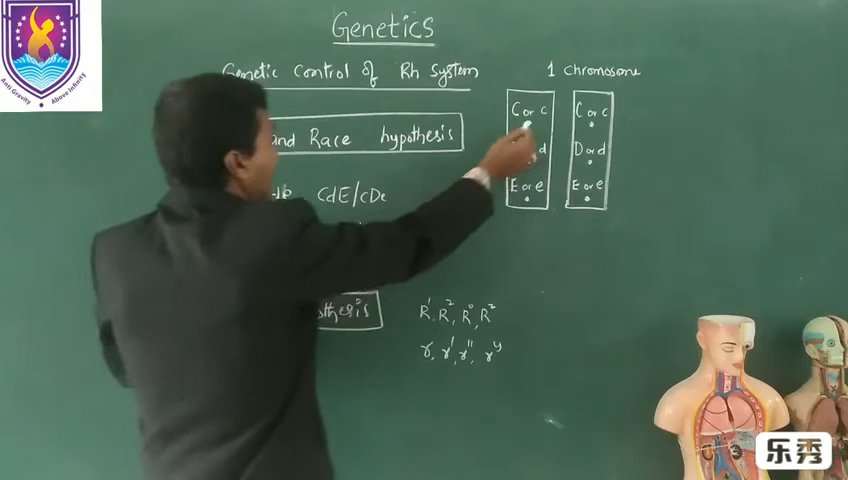 Genetics
Genetic Control of Rh System
1 Chromosome
and Race hypothesis
C or c
C or c
d
D or d
E or e
E or e
CdE/cDe
R¹, R², R⁰, Rᶻ
r, r', r'', rʸ
Anti Gravity
Above Infinity
乐秀